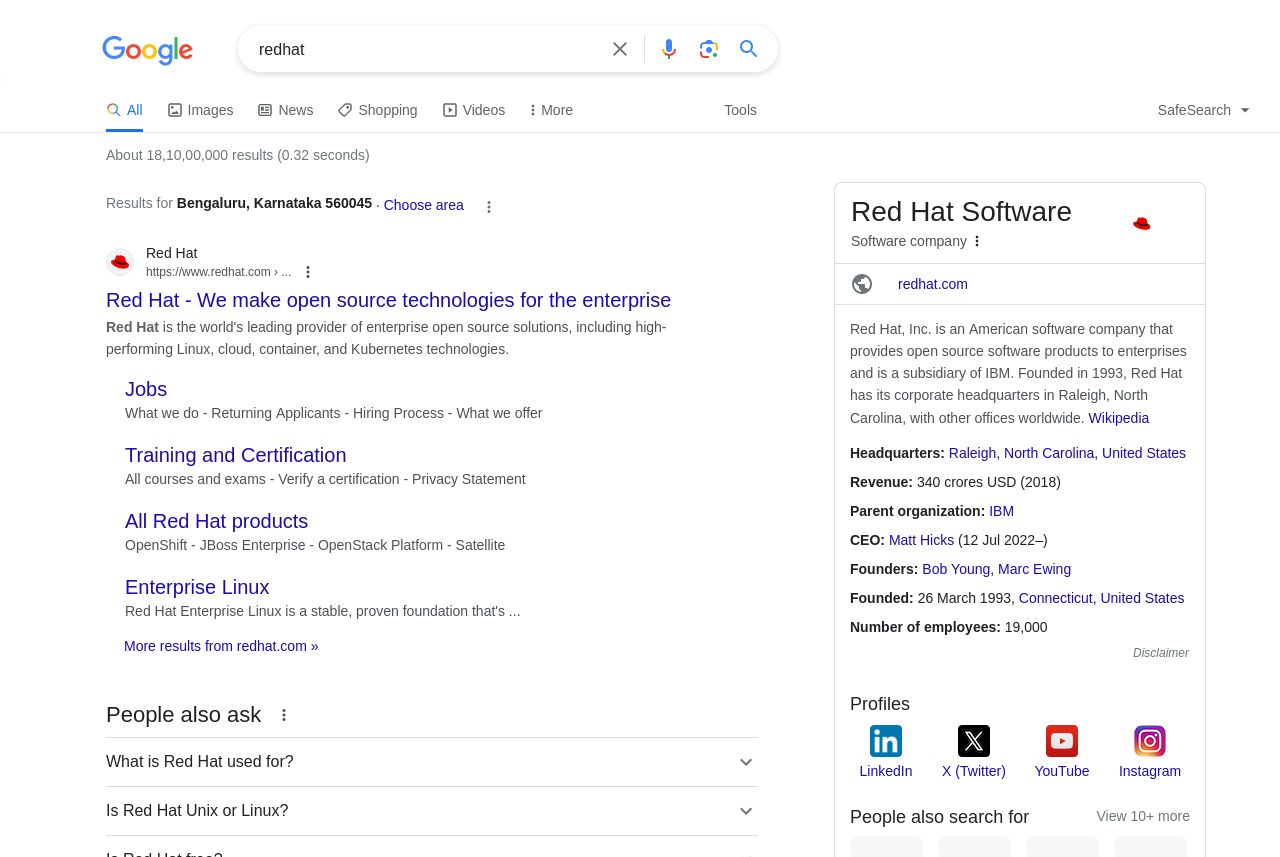 Google
redhat
All
Images
News
Shopping
Videos
More
Tools
SafeSearch
About 18,10,00,000 results (0.32 seconds)
Results for Bengaluru, Karnataka 560045 · Choose area
Red Hat
https://www.redhat.com › ...
Red Hat - We make open source technologies for the enterprise
Red Hat is the world's leading provider of enterprise open source solutions, including high-
performing Linux, cloud, container, and Kubernetes technologies.
Jobs
What we do - Returning Applicants - Hiring Process - What we offer
Training and Certification
All courses and exams - Verify a certification - Privacy Statement
All Red Hat products
OpenShift - JBoss Enterprise - OpenStack Platform - Satellite
Enterprise Linux
Red Hat Enterprise Linux is a stable, proven foundation that's ...
More results from redhat.com »
People also ask
What is Red Hat used for?
Is Red Hat Unix or Linux?
Is Red Hat free?
Red Hat Software
Software company
redhat.com
Red Hat, Inc. is an American software company that
provides open source software products to enterprises
and is a subsidiary of IBM. Founded in 1993, Red Hat
has its corporate headquarters in Raleigh, North
Carolina, with other offices worldwide. Wikipedia
Headquarters: Raleigh, North Carolina, United States
Revenue: 340 crores USD (2018)
Parent organization: IBM
CEO: Matt Hicks (12 Jul 2022–)
Founders: Bob Young, Marc Ewing
Founded: 26 March 1993, Connecticut, United States
Number of employees: 19,000
Disclaimer
Profiles
LinkedIn
X (Twitter)
YouTube
Instagram
People also search for
View 10+ more